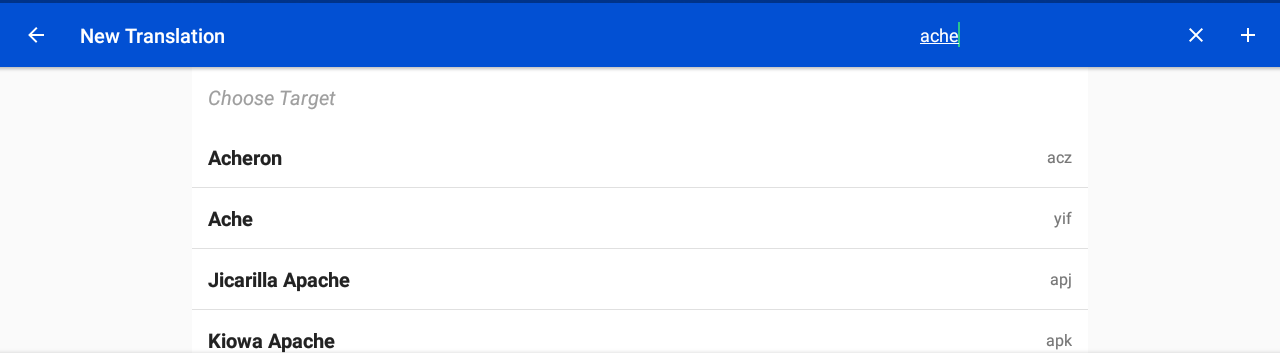 New Translation ache
Choose Target
Acheron acz
Ache yif
Jicarilla Apache apj
Kiowa Apache apk